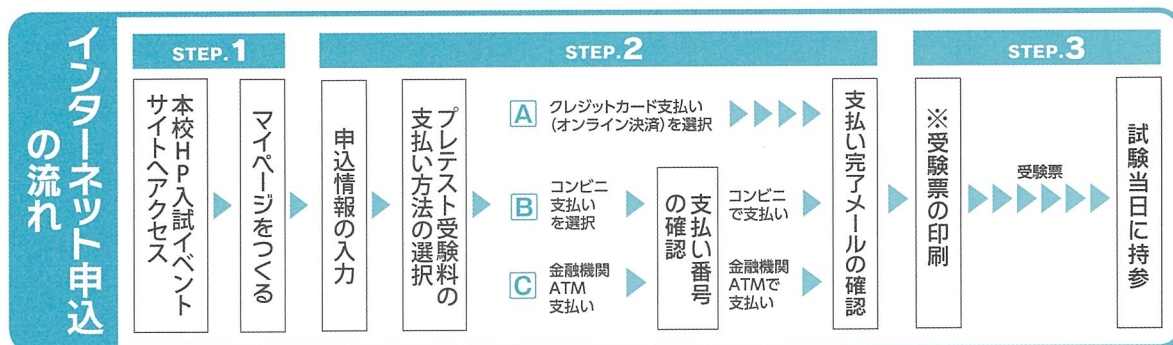 インターネット申込
の流れ
STEP.1
本校HP入試イベント
サイトへアクセス
マイページをつくる
STEP.2
申込情報の入力
プレテスト受験料の
支払い方法の選択
A
クレジットカード支払い
(オンライン決済)を選択
B
コンビニ
支払い
を選択
C
金融機関
ATM
支払い
支払い番号
の確認
コンビニ
で支払い
金融機関
ATMで
支払い
支払い完了メールの確認
STEP.3
※受験票の印刷
受験票
試験当日に持参